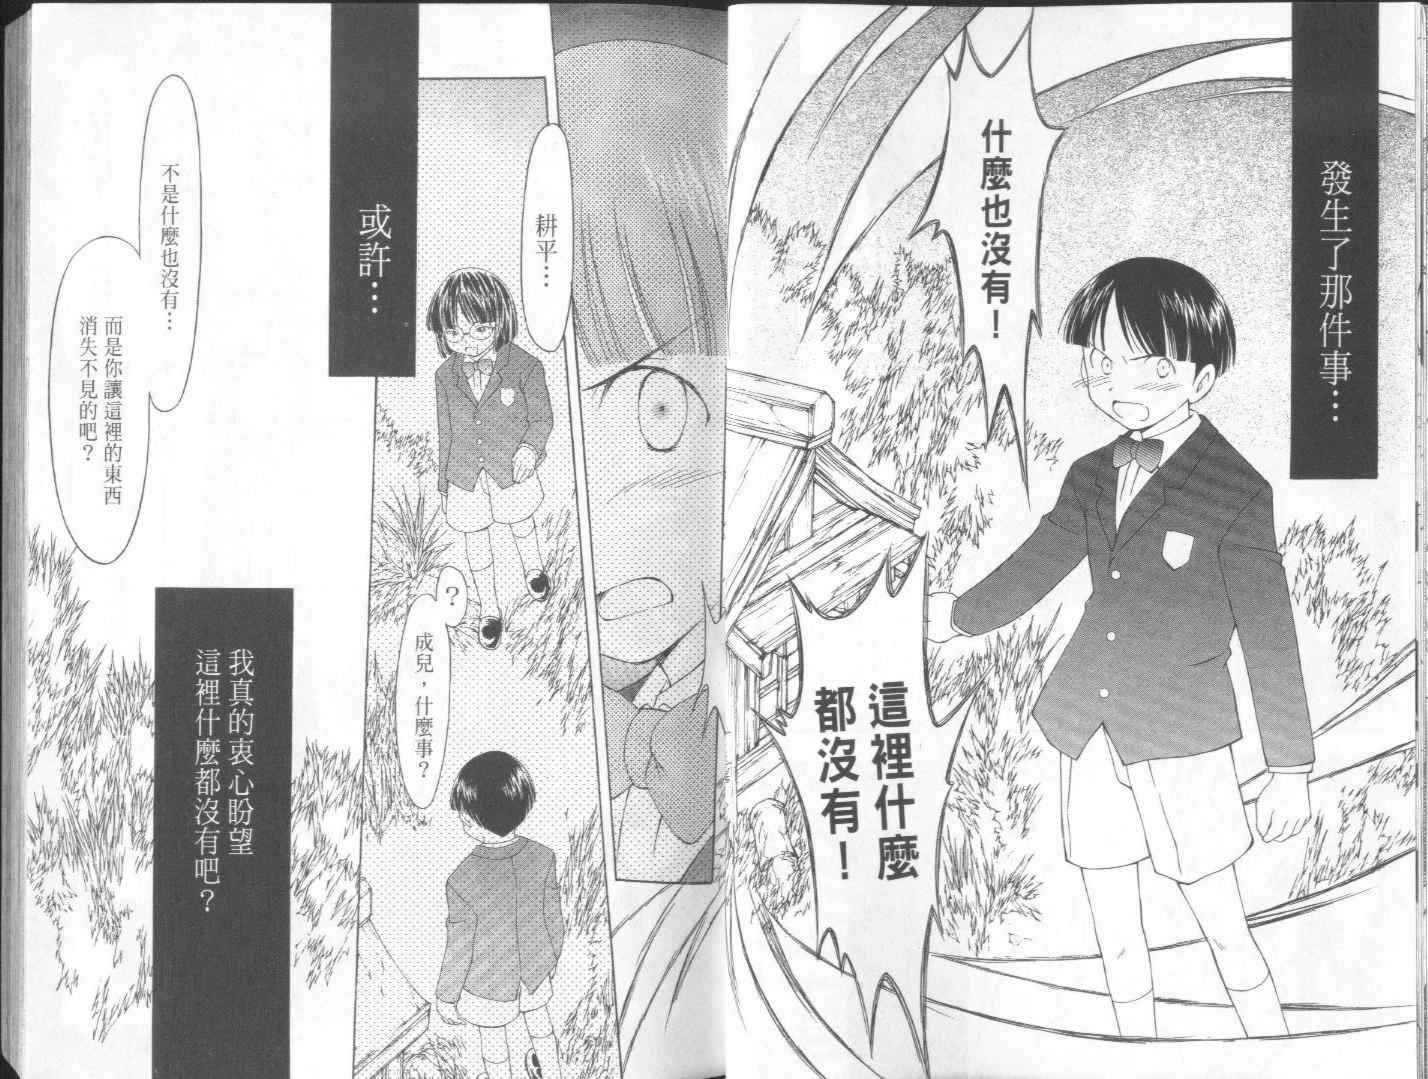 發生了那件事…
什麼也沒有！
這裡什麼
都沒有！
耕平…
或許…
？
成兒，什麼事？
不是什麼也沒有…
而是你讓這裡的東西
消失不見的吧？
我真的衷心盼望
這裡什麼都沒有吧？